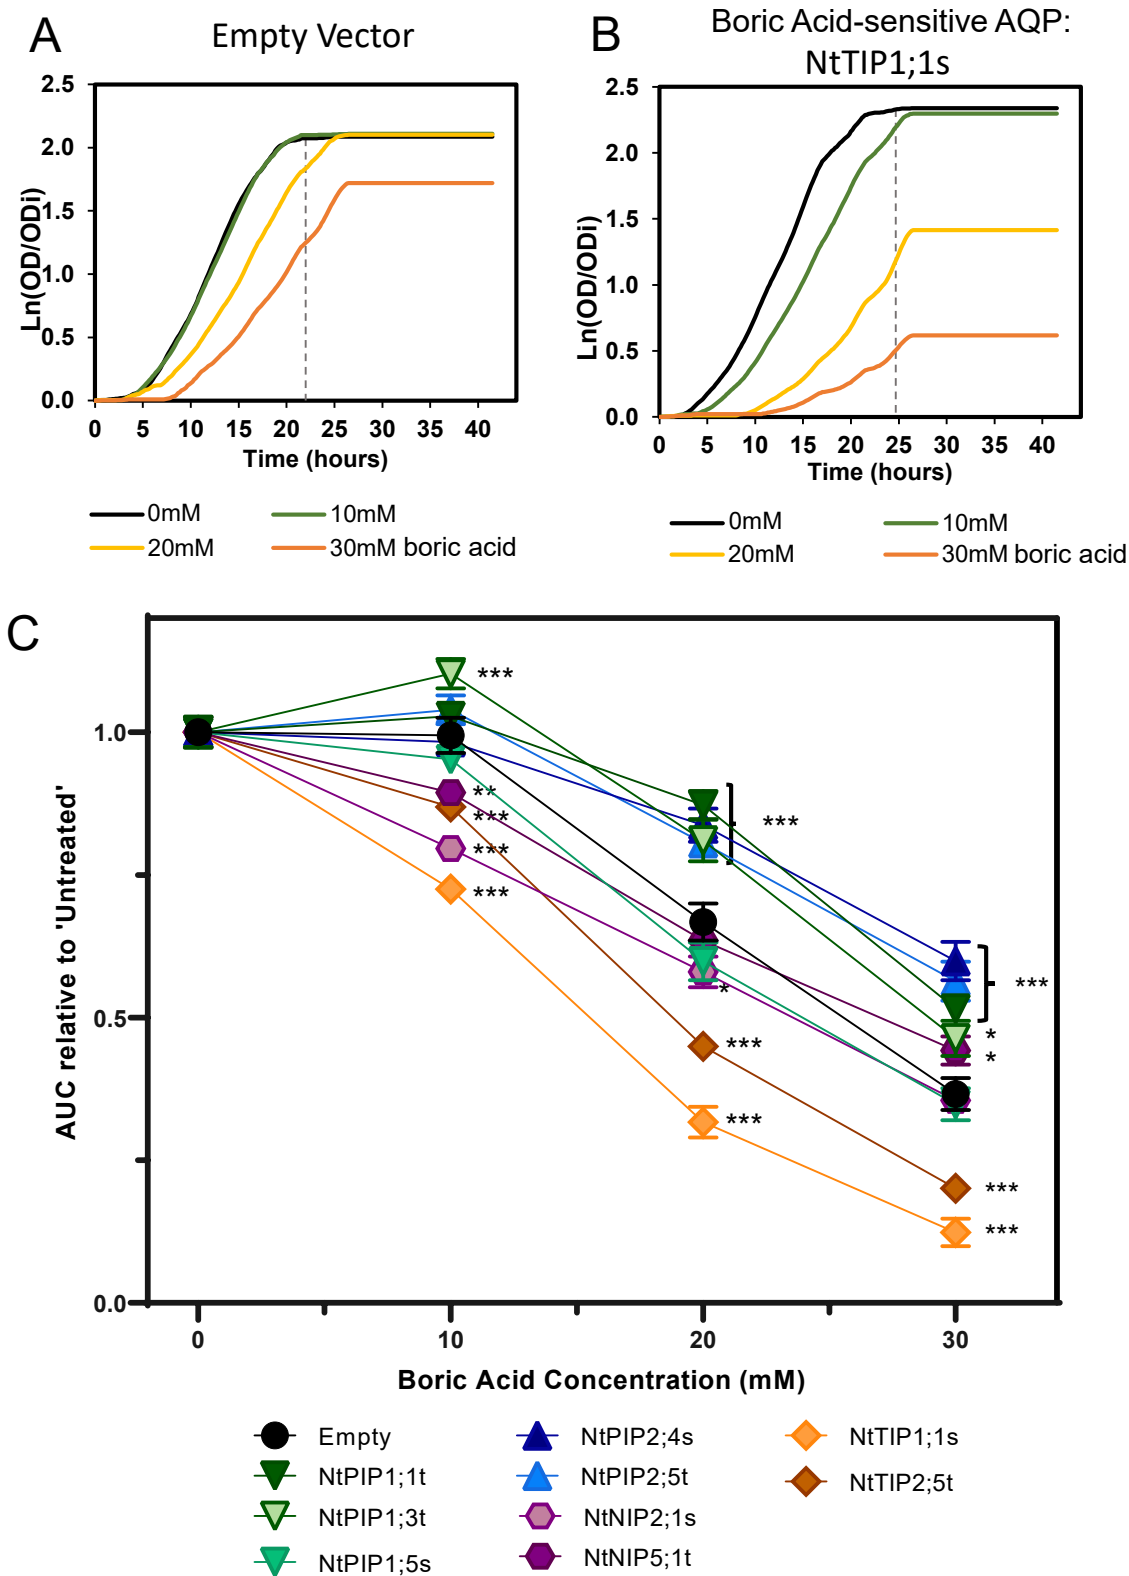 A
Empty Vector
B
Boric Acid-sensitive AQP:
NtTIP1;1s
Ln(OD/ODi)
2.5
2.0
1.5
1.0
0.5
0.0
0 5 10 15 20 25 30 35 40
Time (hours)
0mM
10mM
20mM
30mM boric acid
Ln(OD/ODi)
2.5
2.0
1.5
1.0
0.5
0.0
0 5 10 15 20 25 30 35 40
Time (hours)
0mM
10mM
20mM
30mM boric acid
C
AUC relative to 'Untreated'
1.0
0.5
0.0
***
**
***
***
***
***
*
***
***
***
*
*
***
***
0 10 20 30
Boric Acid Concentration (mM)
Empty
NtPIP1;1t
NtPIP1;3t
NtPIP1;5s
NtPIP2;4s
NtPIP2;5t
NtNIP2;1s
NtNIP5;1t
NtTIP1;1s
NtTIP2;5t